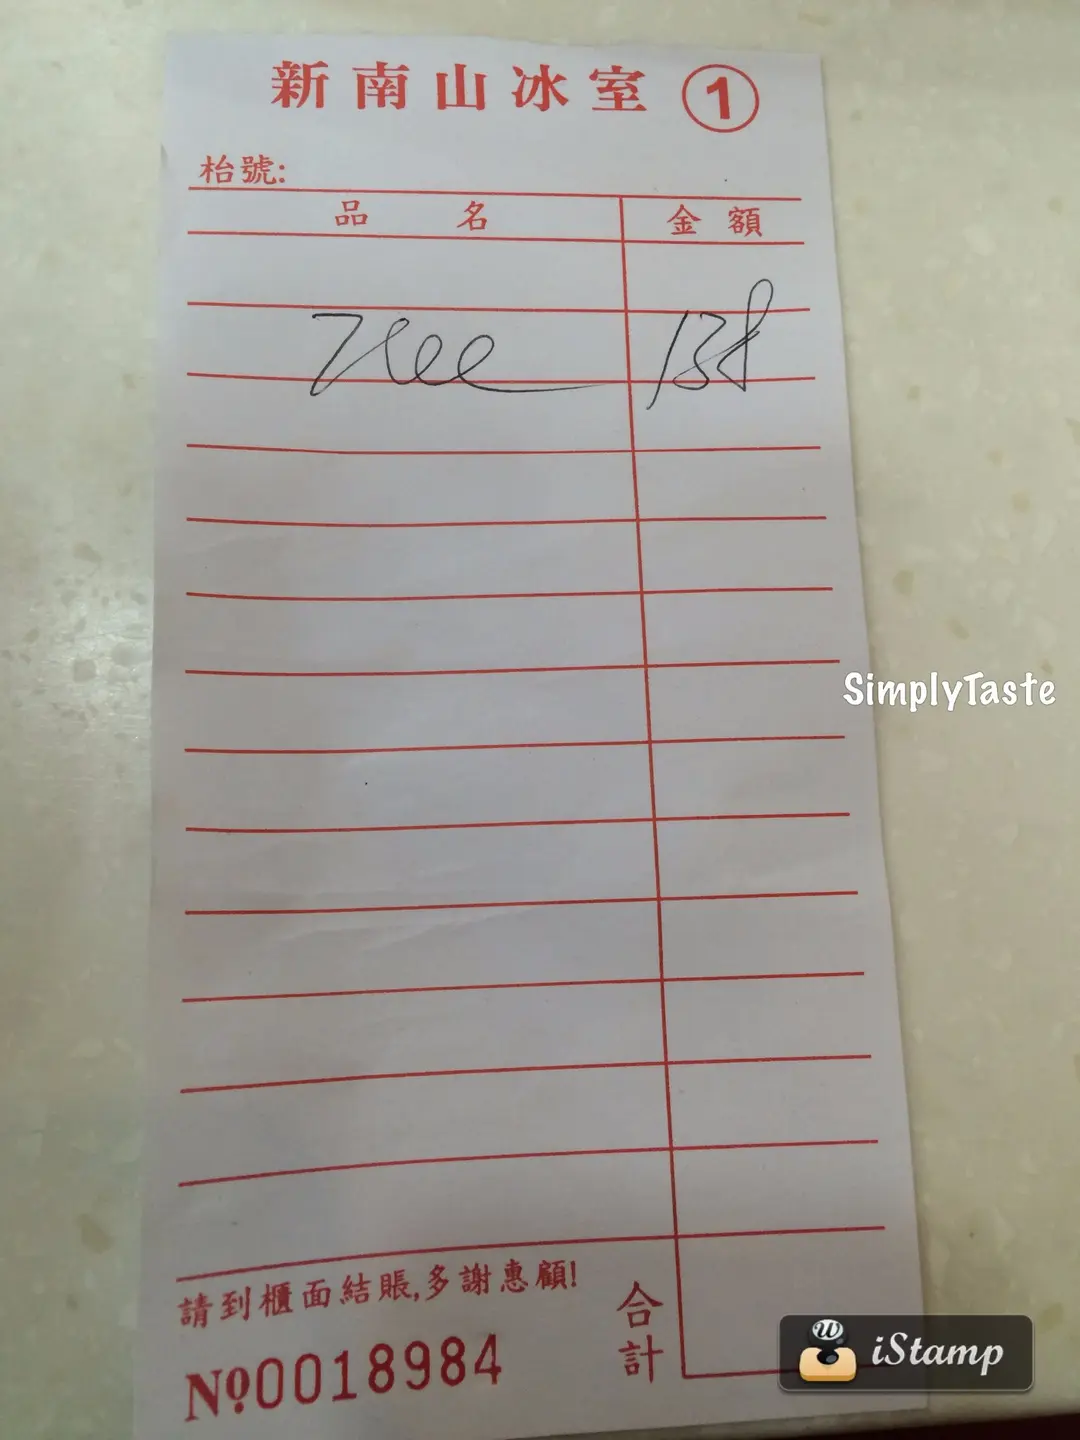 新南山冰室 ①
枱號:
品名 金額
138
請到櫃面結賬,多謝惠顧!
合計
№0018984
SimplyTaste
iStamp